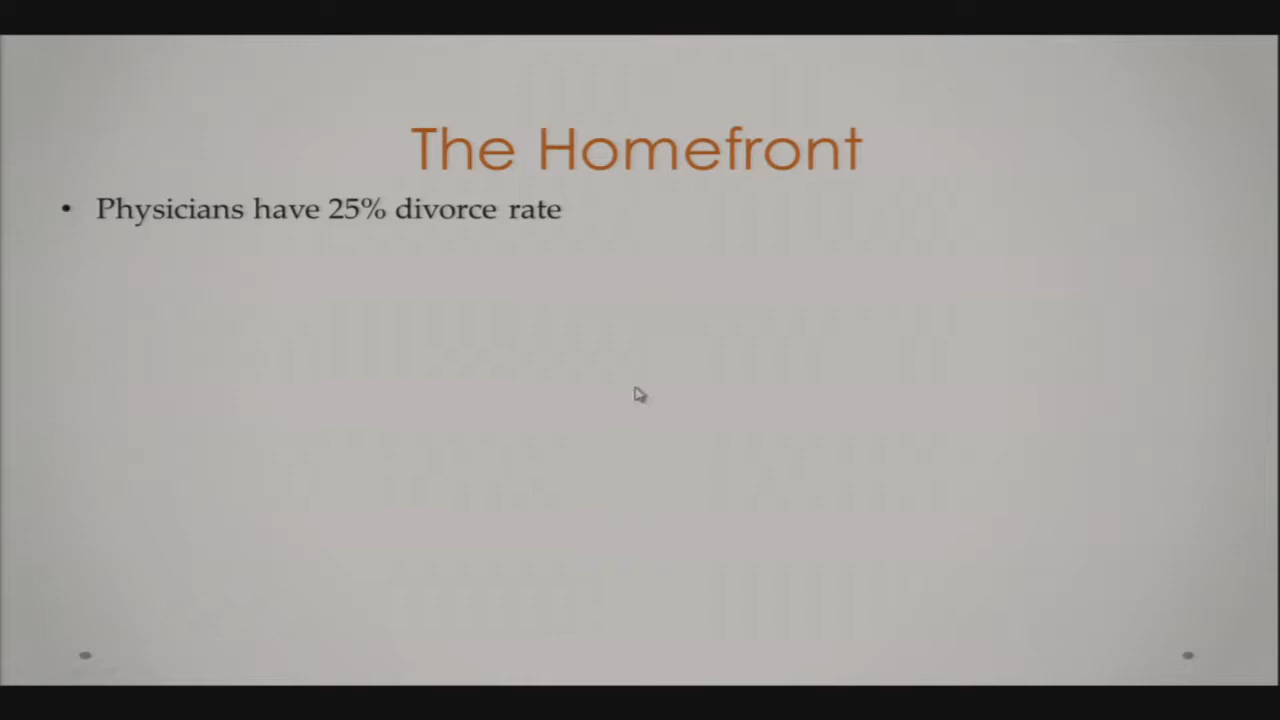 The Homefront
• Physicians have 25% divorce rate